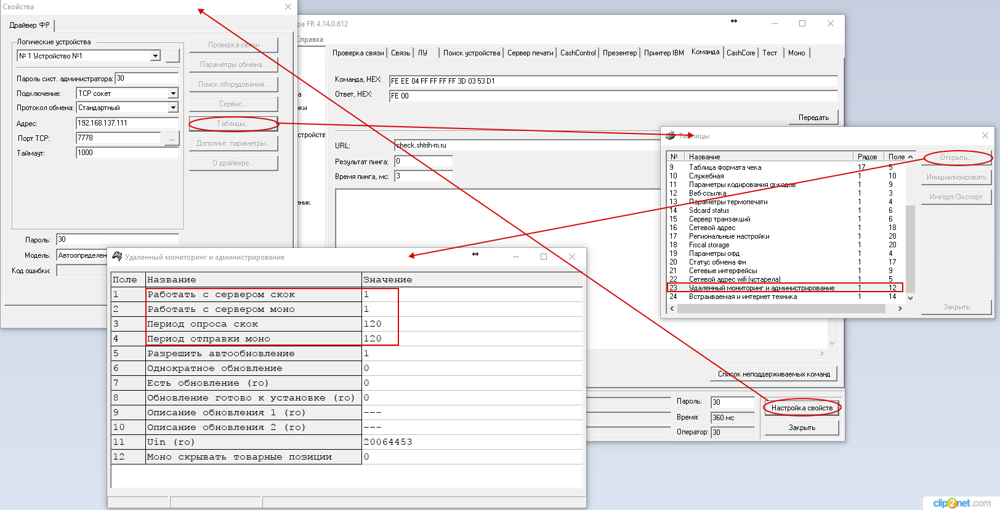 Свойства
Драйвер ФР
Логические устройства
№ 1 Устройство №1
...
Пароль сист. администратора:
30
Подключение:
TCP сокет
Протокол обмена:
Стандартный
Адрес:
192.168.137.111
Порт TCP:
7778
...
Таймаут:
1000
Проверка связи
Параметры обмена...
Поиск оборудования...
Сервис...
Таблицы...
Дополнит. параметры...
О драйвере...
Пароль:
30
Модель:
Автоопределен
Код ошибки:
ра FR 4.14.0.612
Справка
Проверка связи
Связь
ЛУ
Поиск устройства
Сервер печати
CashControl
Презентер
Принтер IBM
Команда
CashCore
Тест
Моно
а
ки
стройств
иник
Команда, HEX:
FE EE 04 FF FF FF FF 3D 03 53 D1
Ответ, HEX:
FE 00
Передать
URL:
check.shtrih-m.ru
Результат пинга:
0
Время пинга, мс:
3
Список неподдерживаемых команд
Пароль:
30
Время:
360 мс
Оператор:
30
Настройка свойств
Закрыть
Таблицы
№ Название Рядов Поле
9 Таблица формата чека 17 5
10 Служебная 1 10
11 Параметры кодирования qr-кодов 1 9
12 Веб-ссылка 1 3
13 Параметры термопечати 1 4
14 Sdcard status 1 6
15 Сервер транзакций 1 6
16 Сетевой адрес 1 18
17 Региональные настройки 1 28
18 Fiscal storage 1 20
19 Параметры офд 1 4
20 Статус обмена фн 1 17
21 Сетевые интерфейсы 1 9
22 Сетевой адрес wifi (устарела) 1 5
23 Удаленный мониторинг и администрирование 1 12
24 Встраиваемая и интернет техника 1 14
Открыть...
Инициализировать
Импорт/Экспорт
Закрыть
Удаленный мониторинг и администрирование
Поле Название Значение
1 Работать с сервером скок 1
2 Работать с сервером моно 1
3 Период опроса скок 120
4 Период отправки моно 120
5 Разрешить автообновление 1
6 Однократное обновление 0
7 Есть обновление (ro) 0
8 Обновление готово к установке (ro) 0
9 Описание обновления 1 (ro) ---
10 Описание обновления 2 (ro) ---
11 Uin (ro) 20064453
12 Моно скрывать товарные позиции 0
clip2net.com